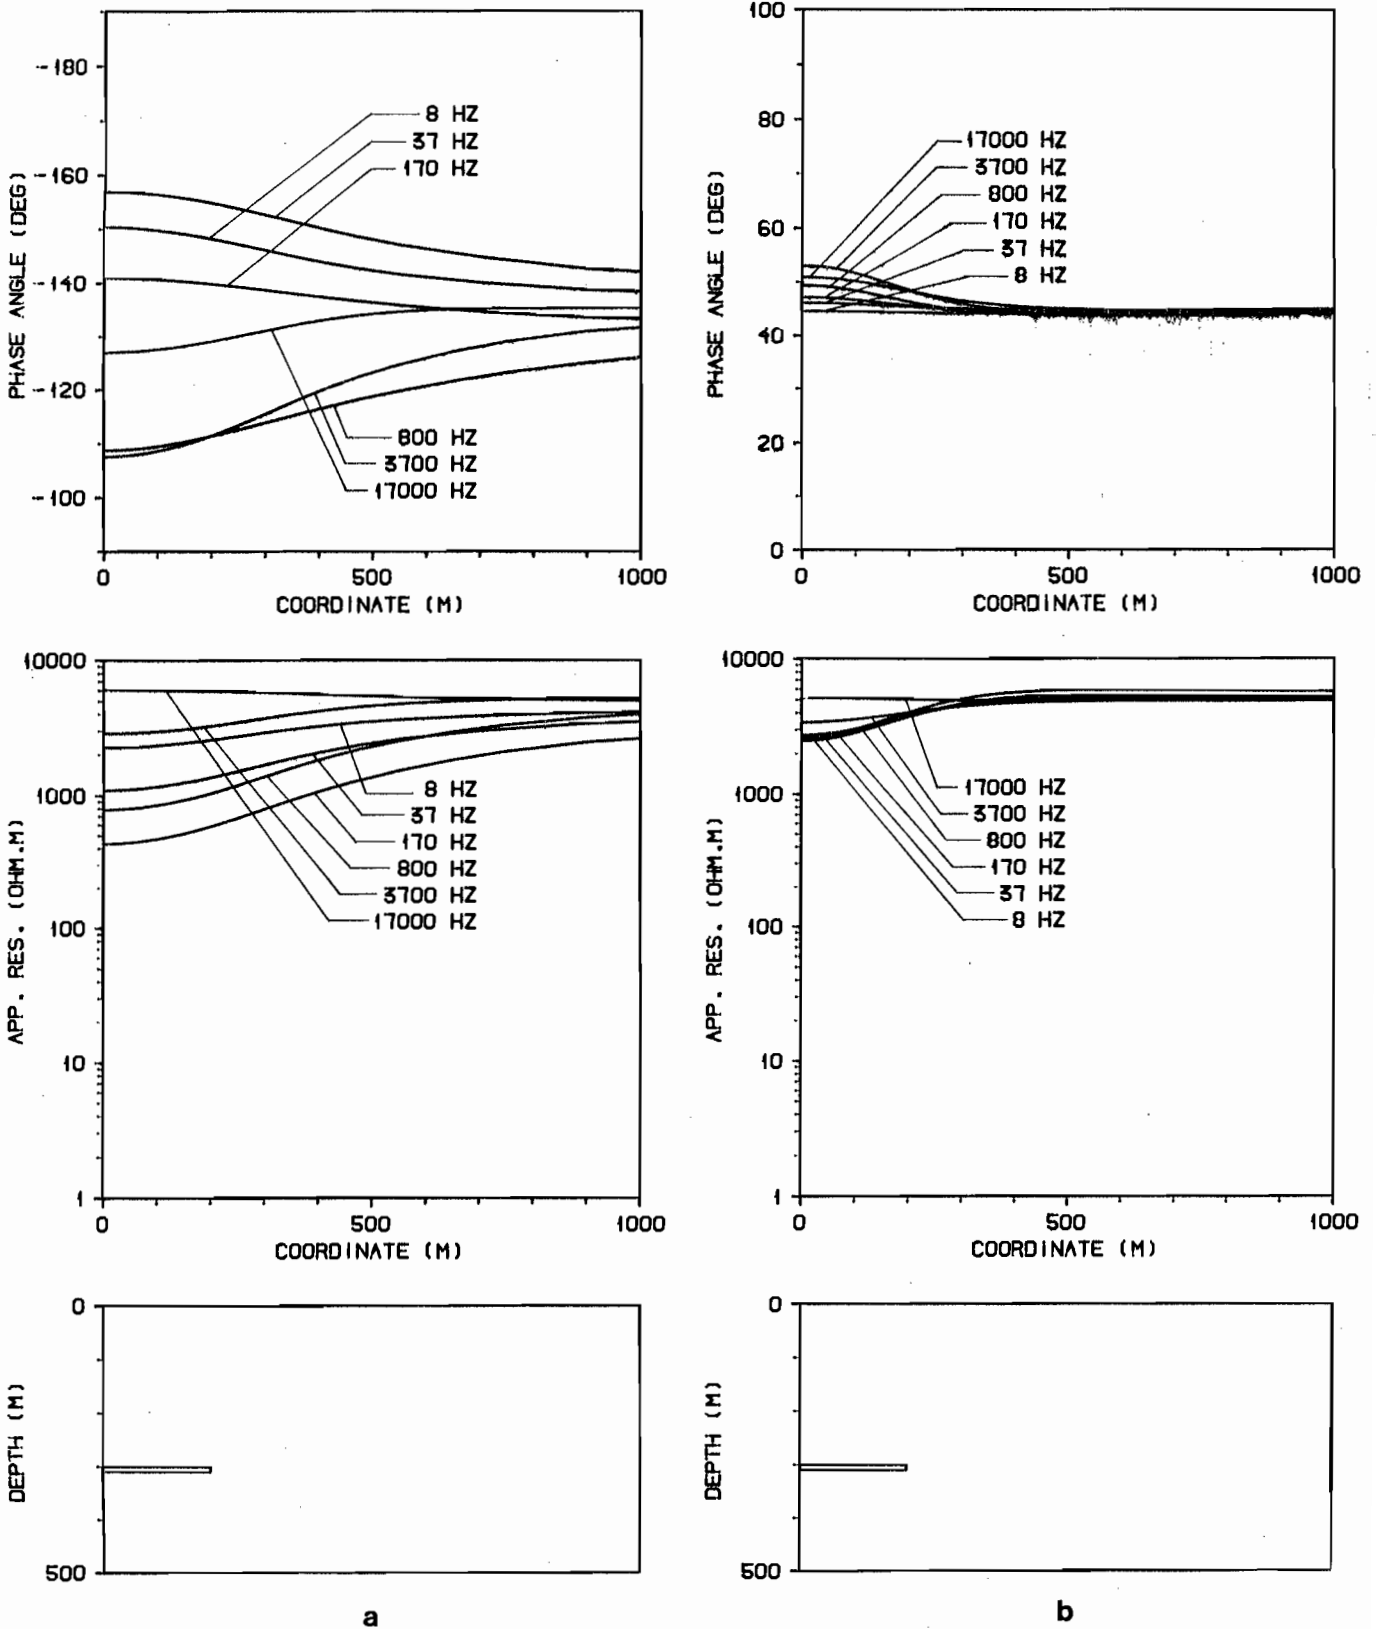 -180
-160
-140
-120
-100
PHASE ANGLE (DEG)
8 HZ
37 HZ
170 HZ
800 HZ
3700 HZ
17000 HZ
0
500
1000
COORDINATE (M)
100
80
60
40
20
0
PHASE ANGLE (DEG)
17000 HZ
3700 HZ
800 HZ
170 HZ
37 HZ
8 HZ
0
500
1000
COORDINATE (M)
10000
1000
100
10
1
APP. RES. (OHM.M)
8 HZ
37 HZ
170 HZ
800 HZ
3700 HZ
17000 HZ
0
500
1000
COORDINATE (M)
10000
1000
100
10
1
APP. RES. (OHM.M)
17000 HZ
3700 HZ
800 HZ
170 HZ
37 HZ
8 HZ
0
500
1000
COORDINATE (M)
0
500
DEPTH (M)
a
0
500
DEPTH (M)
b